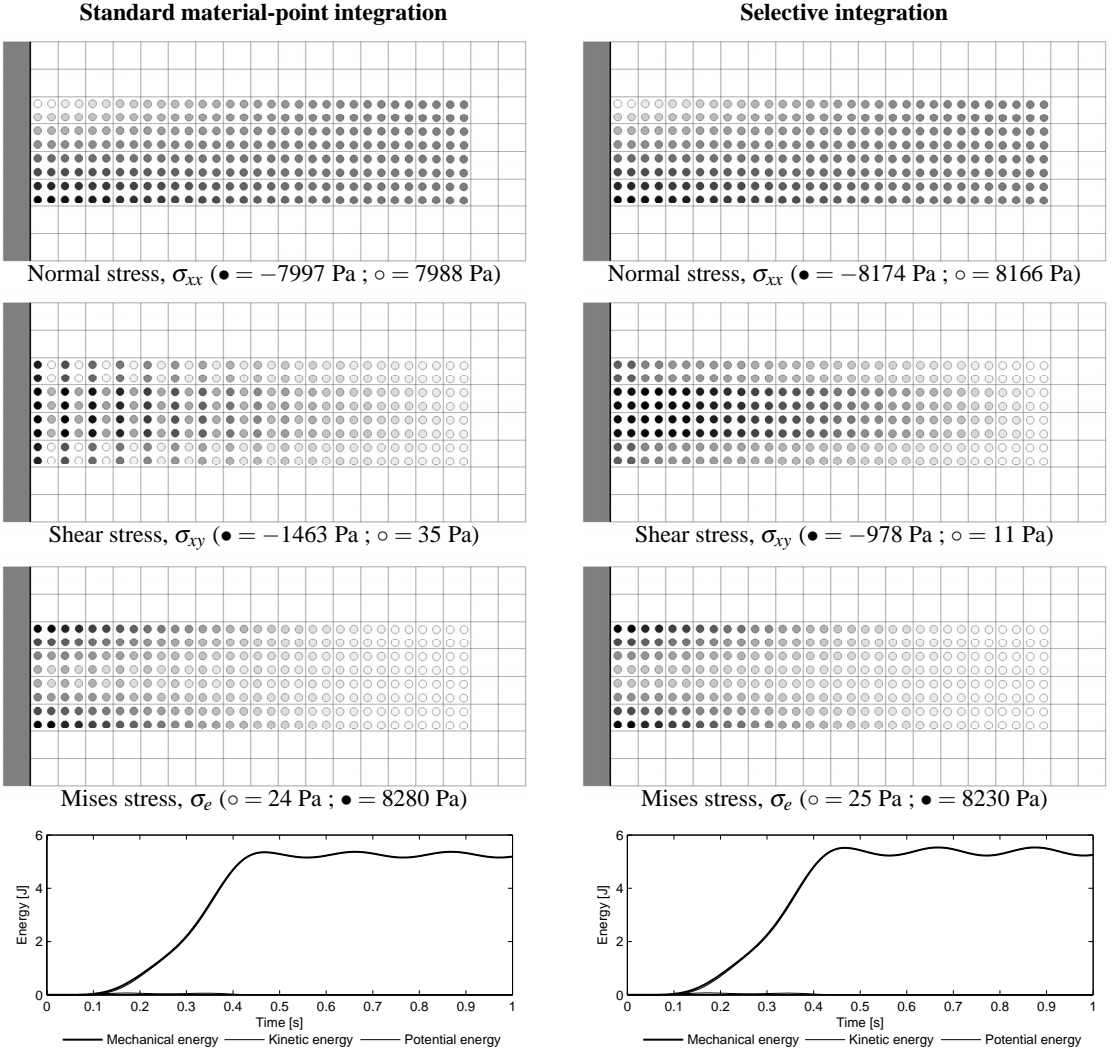 Standard material-point integration
Selective integration
Normal stress, σxx (● = −7997 Pa ; ○ = 7988 Pa)
Normal stress, σxx (● = −8174 Pa ; ○ = 8166 Pa)
Shear stress, σxy (● = −1463 Pa ; ○ = 35 Pa)
Shear stress, σxy (● = −978 Pa ; ○ = 11 Pa)
Mises stress, σe (○ = 24 Pa ; ● = 8280 Pa)
Mises stress, σe (○ = 25 Pa ; ● = 8230 Pa)
Energy [J]
6
4
2
0
0 0.1 0.2 0.3 0.4 0.5 0.6 0.7 0.8 0.9 1
Time [s]
Mechanical energy Kinetic energy Potential energy
Energy [J]
6
4
2
0
0 0.1 0.2 0.3 0.4 0.5 0.6 0.7 0.8 0.9 1
Time [s]
Mechanical energy Kinetic energy Potential energy